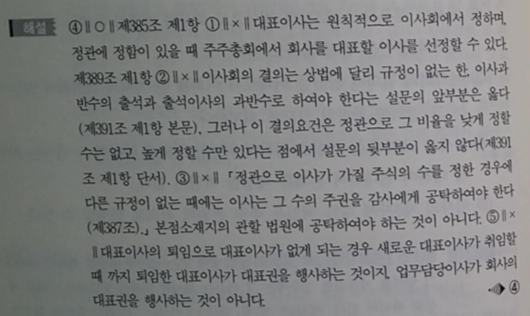 해설 ④∥○∥제385조 제1항 ①∥×∥대표이사는 원칙적으로 이사회에서 정하며,
정관에 정함이 있을 때 주주총회에서 회사를 대표할 이사를 선정할 수 있다.
제389조 제1항 ②∥×∥이사회의 결의는 상법에 달리 규정이 없는 한, 이사과
반수의 출석과 출석이사의 과반수로 하여야 한다는 설문의 앞부분은 옳다
(제391조 제1항 본문). 그러나 이 결의요건은 정관으로 그 비율을 낮게 정할
수는 없고, 높게 정할 수만 있다는 점에서 설문의 뒷부분이 옳지 않다(제391
조 제1항 단서). ③∥×∥「정관으로 이사가 가질 주식의 수를 정한 경우에
다른 규정이 없는 때에는 이사는 그 수의 주권을 감사에게 공탁하여야 한다
(제387조).」 본점소재지의 관할 법원에 공탁하여야 하는 것이 아니다. ⑤∥×
∥대표이사의 퇴임으로 대표이사가 없게 되는 경우 새로운 대표이사가 취임할
때 까지 퇴임한 대표이사가 대표권을 행사하는 것이지, 업무담당이사가 회사의
대표권을 행사하는 것이 아니다.
④